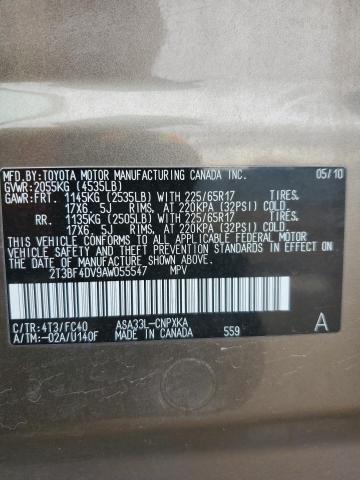 MFD.BY:TOYOTA MOTOR MANUFACTURING CANADA INC. 05/10
GVWR:2055KG (4535LB)
GAWR:FRT. 1145KG (2535LB) WITH 225/65R17 TIRES.
17X6.5J RIMS, AT 220KPA (32PSI) COLD.
RR. 1135KG (2505LB) WITH 225/65R17 TIRES.
17X6.5J RIMS, AT 220KPA (32PSI) COLD.
THIS VEHICLE CONFORMS TO ALL APPLICABLE FEDERAL MOTOR
VEHICLE SAFETY AND THEFT PREVENTION STANDARDS IN EFFECT
ON THE DATE OF MANUFACTURE SHOWN ABOVE.
2T3BF4DV9AW055547 MPV
C/TR:4T3/FC40 ASA33L-CNPXKA A
A/TM:-02A/U140F MADE IN CANADA 559